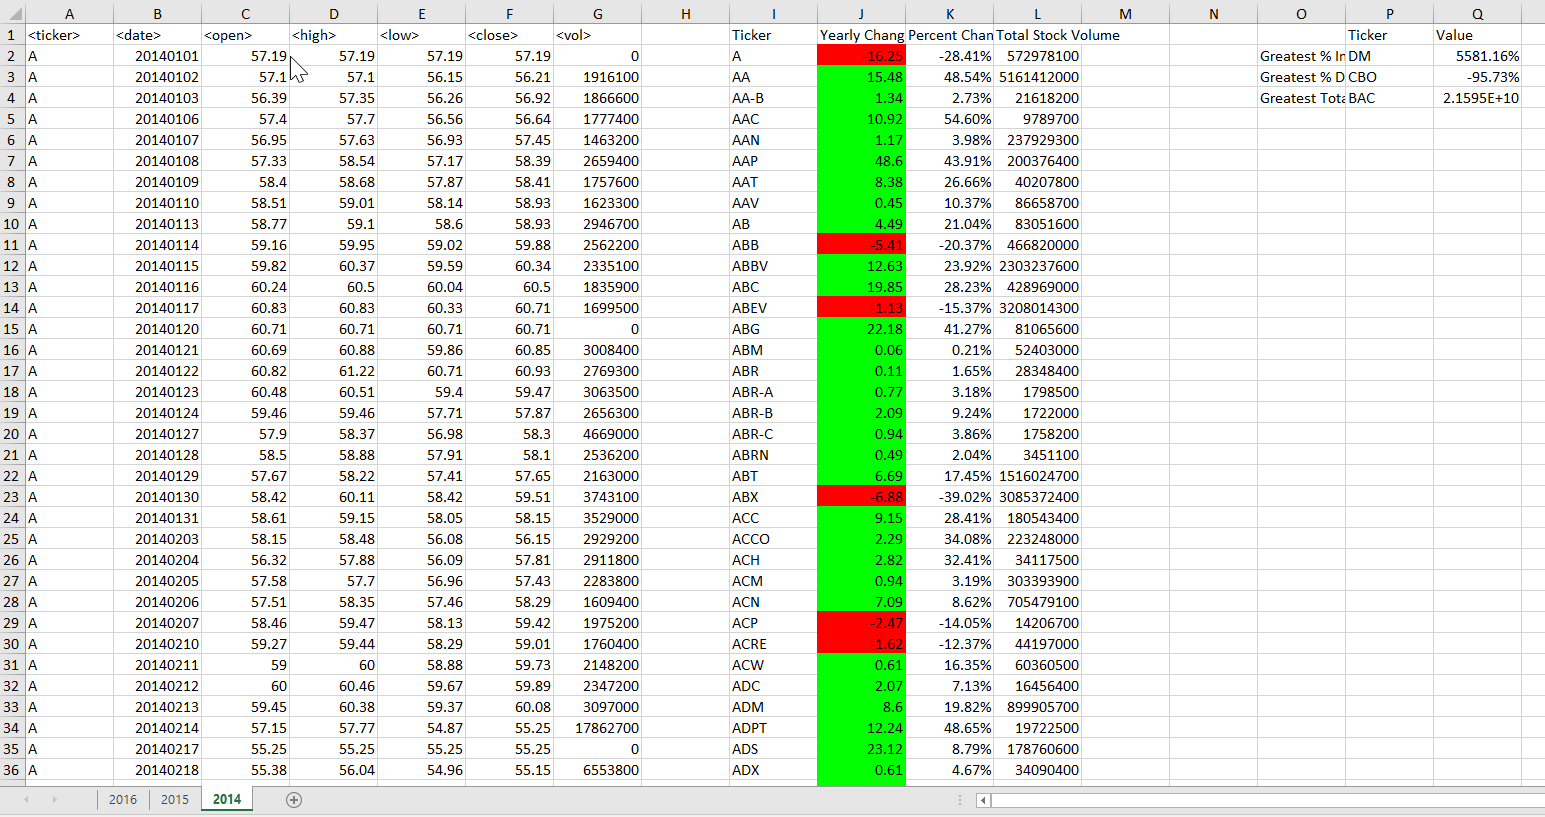 A B C D E F G H I J K L M N O P Q
1 <ticker> <date> <open> <high> <low> <close> <vol> Ticker Yearly Chang Percent Chan Total Stock Volume Ticker Value
2 A 20140101 57.19 57.19 57.19 57.19 0 A -16.25 -28.41% 572978100 Greatest % In DM 5581.16%
3 A 20140102 57.1 57.1 56.15 56.21 1916100 AA 15.48 48.54% 5161412000 Greatest % D CBO -95.73%
4 A 20140103 56.39 57.35 56.26 56.92 1866600 AA-B 1.34 2.73% 21618200 Greatest Tota BAC 2.1595E+10
5 A 20140106 57.4 57.7 56.56 56.64 1777400 AAC 10.92 54.60% 9789700
6 A 20140107 56.95 57.63 56.93 57.45 1463200 AAN 1.17 3.98% 237929300
7 A 20140108 57.33 58.54 57.17 58.39 2659100 AAP 48.6 43.91% 200376400
8 A 20140109 58.4 58.68 57.87 58.41 1757600 AAT 8.38 26.66% 40207800
9 A 20140110 58.51 59.01 58.14 58.93 1623300 AAV 0.45 10.37% 86658700
10 A 20140113 58.77 59.1 58.6 58.93 2946700 AB 4.49 21.04% 83051600
11 A 20140114 59.16 59.95 59.02 59.88 2562200 ABB -5.41 -20.37% 466820000
12 A 20140115 59.82 60.37 59.59 60.34 2335100 ABBV 12.63 23.92% 2303237600
13 A 20140116 60.24 60.5 60.04 60.5 1835900 ABC 19.85 28.23% 428969000
14 A 20140117 60.83 60.83 60.33 60.71 1699500 ABEV -1.13 -15.37% 3208014300
15 A 20140120 60.71 60.71 60.71 60.71 0 ABG 22.18 41.27% 81065600
16 A 20140121 60.69 60.88 59.86 60.85 3008400 ABM 0.06 0.21% 52403000
17 A 20140122 60.82 61.22 60.71 60.93 2769300 ABR 0.11 1.65% 28348400
18 A 20140123 60.48 60.51 59.4 59.47 3063500 ABR-A 0.77 3.18% 1798500
19 A 20140124 59.46 59.46 57.71 57.87 2656300 ABR-B 2.09 9.24% 1722000
20 A 20140127 57.9 58.37 56.98 58.3 4669000 ABR-C 0.94 3.86% 1758200
21 A 20140128 58.5 58.88 57.91 58.1 2536200 ABRN 0.49 2.04% 3451100
22 A 20140129 57.67 58.22 57.41 57.65 2163000 ABT 6.69 17.45% 1516024700
23 A 20140130 58.42 60.11 58.42 59.51 3743100 ABX -6.88 -39.02% 3085372400
24 A 20140131 58.61 59.15 58.05 58.15 3529000 ACC 9.15 28.41% 180543400
25 A 20140203 58.15 58.48 56.08 56.15 2929200 ACCO 2.29 34.08% 223248000
26 A 20140204 56.32 57.88 56.09 57.81 2911800 ACH 2.82 32.41% 34117500
27 A 20140205 57.58 57.7 56.96 57.43 2283800 ACM 0.94 3.19% 303393900
28 A 20140206 57.51 58.35 57.46 58.29 1609400 ACN 7.09 8.62% 705479100
29 A 20140207 58.46 59.47 58.13 59.42 1975200 ACP -2.47 -14.05% 14206700
30 A 20140210 59.27 59.44 58.29 59.01 1760400 ACRE -1.62 -12.37% 44197000
31 A 20140211 59 60 58.88 59.73 2148200 ACW 0.61 16.35% 60360500
32 A 20140212 60 60.46 59.67 59.89 2347200 ADC 2.07 7.13% 16456400
33 A 20140213 59.45 60.38 59.37 60.08 3097000 ADM 8.6 19.82% 899905700
34 A 20140214 57.15 57.77 54.87 55.25 17862700 ADPT 12.24 48.65% 19722500
35 A 20140217 55.25 55.25 55.25 55.25 0 ADS 23.12 8.79% 178760600
36 A 20140218 55.38 56.04 54.96 55.15 6553800 ADX 0.61 4.67% 34090400
2016 2015 2014